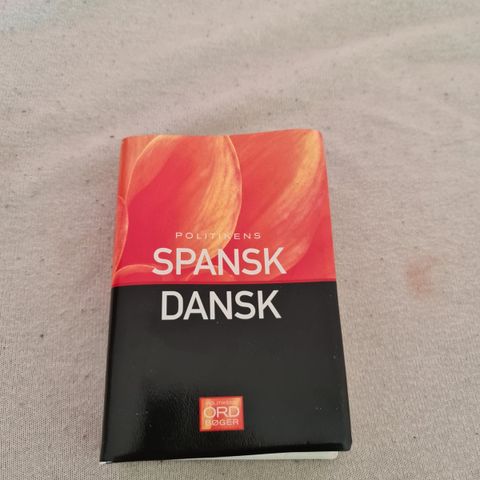 POLITIKENS
SPANSK
DANSK
POLITIKENS
ORD
BØGER